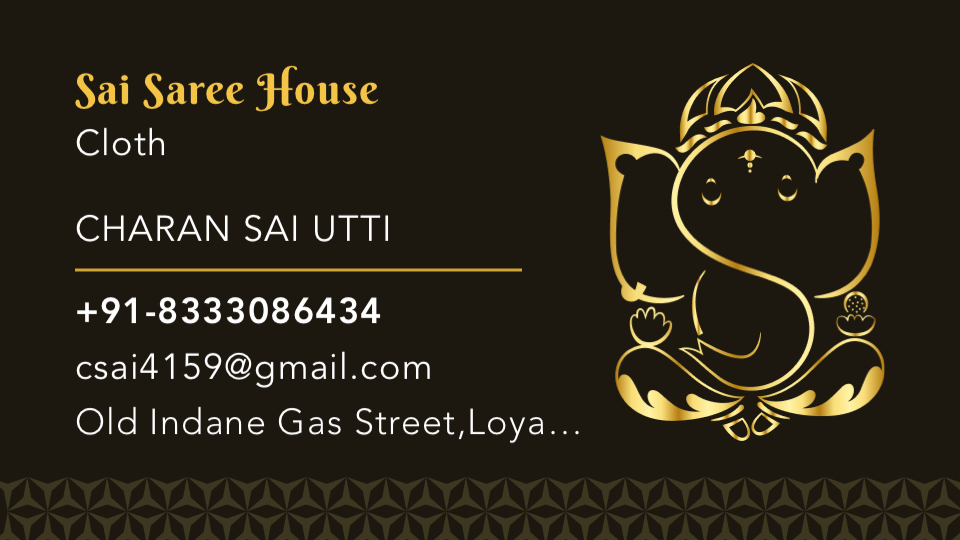 Sai Saree House
Cloth
CHARAN SAI UTTI
+91-8333086434
csai4159@gmail.com
Old Indane Gas Street,Loya...